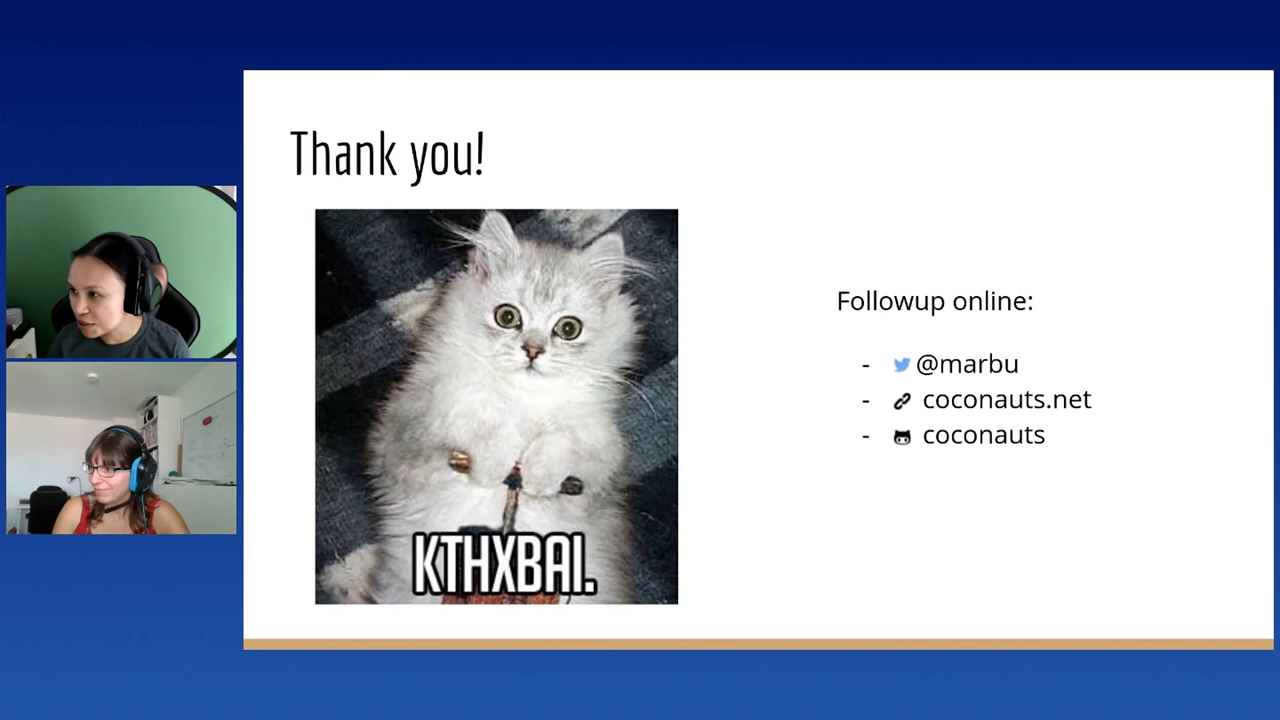 Thank you!
KTHXBAI.
Followup online:
- @marbu
- coconauts.net
- coconauts